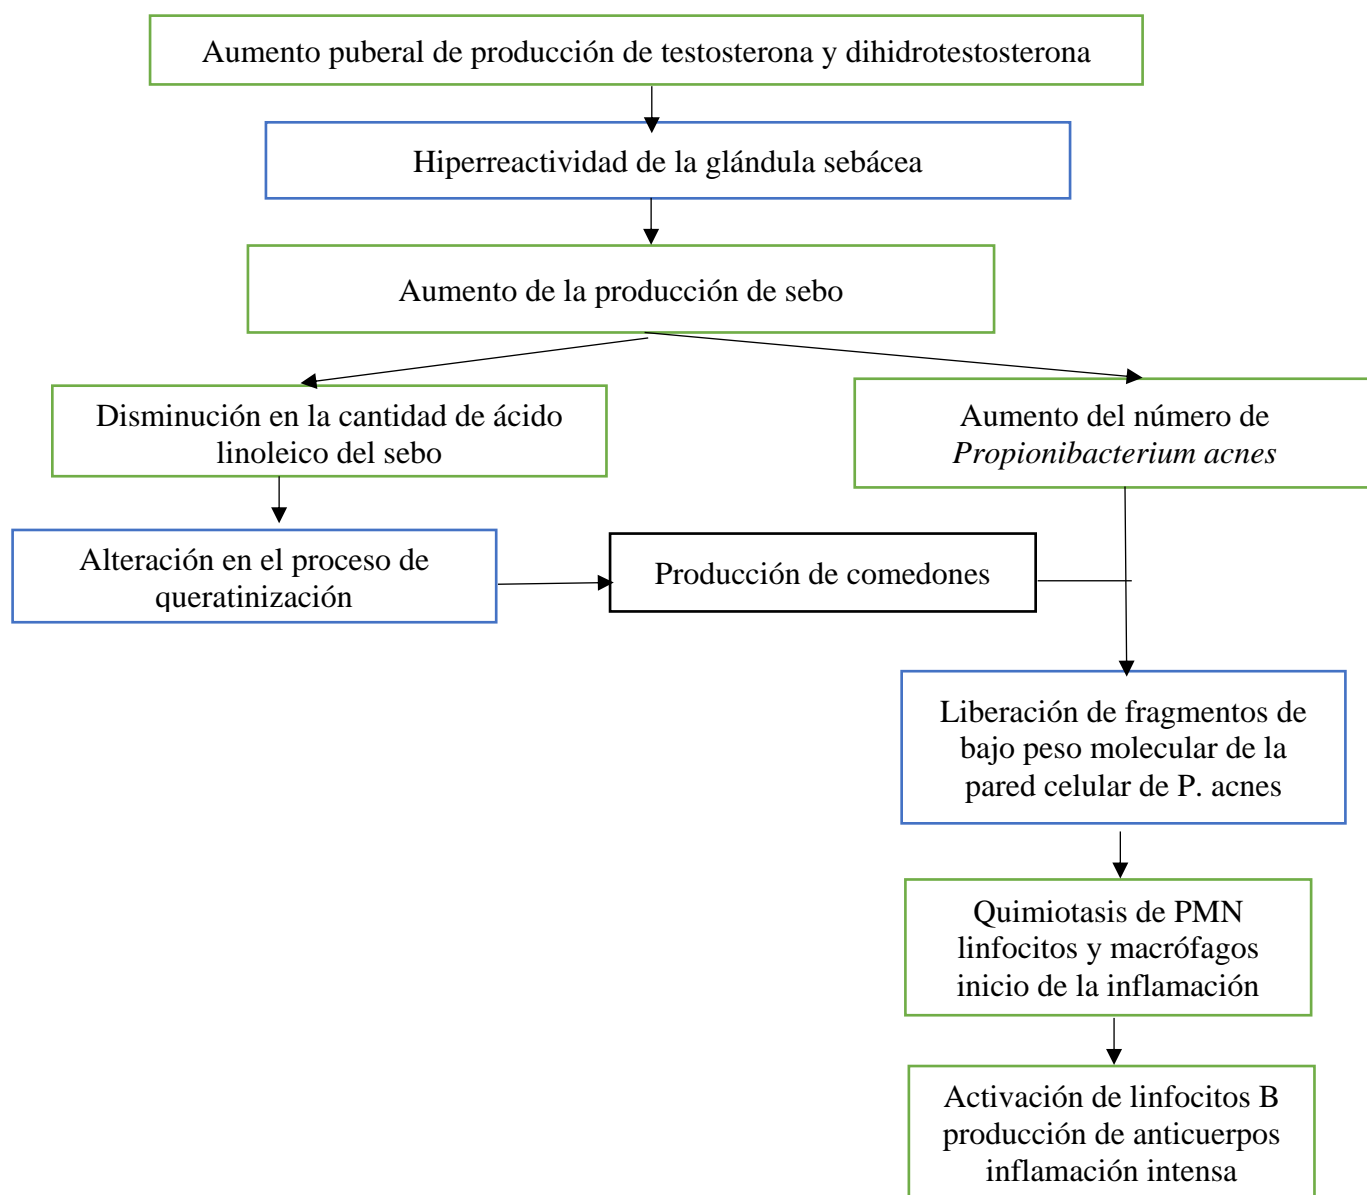 Aumento puberal de producción de testosterona y dihidrotestosterona
Hiperreactividad de la glándula sebácea
Aumento de la producción de sebo
Disminución en la cantidad de ácido
linoleico del sebo
Aumento del número de
Propionibacterium acnes
Alteración en el proceso de
queratinización
Producción de comedones
Liberación de fragmentos de
bajo peso molecular de la
pared celular de P. acnes
Quimiotasis de PMN
linfocitos y macrófagos
inicio de la inflamación
Activación de linfocitos B
producción de anticuerpos
inflamación intensa